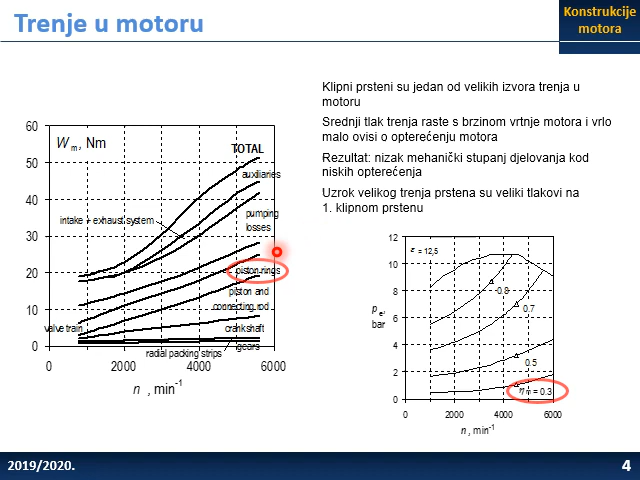 Trenje u motoru
Konstrukcije
motora
Klipni prsteni su jedan od velikih izvora trenja u
motoru
Srednji tlak trenja raste s brzinom vrtnje motora i vrlo
malo ovisi o opterećenju motora
Rezultat: nizak mehanički stupanj djelovanja kod
niskih opterećenja
Uzrok velikog trenja prstena su veliki tlakovi na
1. klipnom prstenu
60
50
40
30
20
10
0
W m, Nm
TOTAL
auxiliaries
intake + exhaust system
pumping
losses
piston rings
piston and
connecting rod
valve train
crankshaft
gears
radial packing strips
0
2000
4000
6000
n , min-1
12
10
8
6
4
2
0
ε = 12,5
p e,
bar
0.8
0.7
0.5
η m = 0.3
0
2000
4000
6000
n , min-1
2019/2020.
4